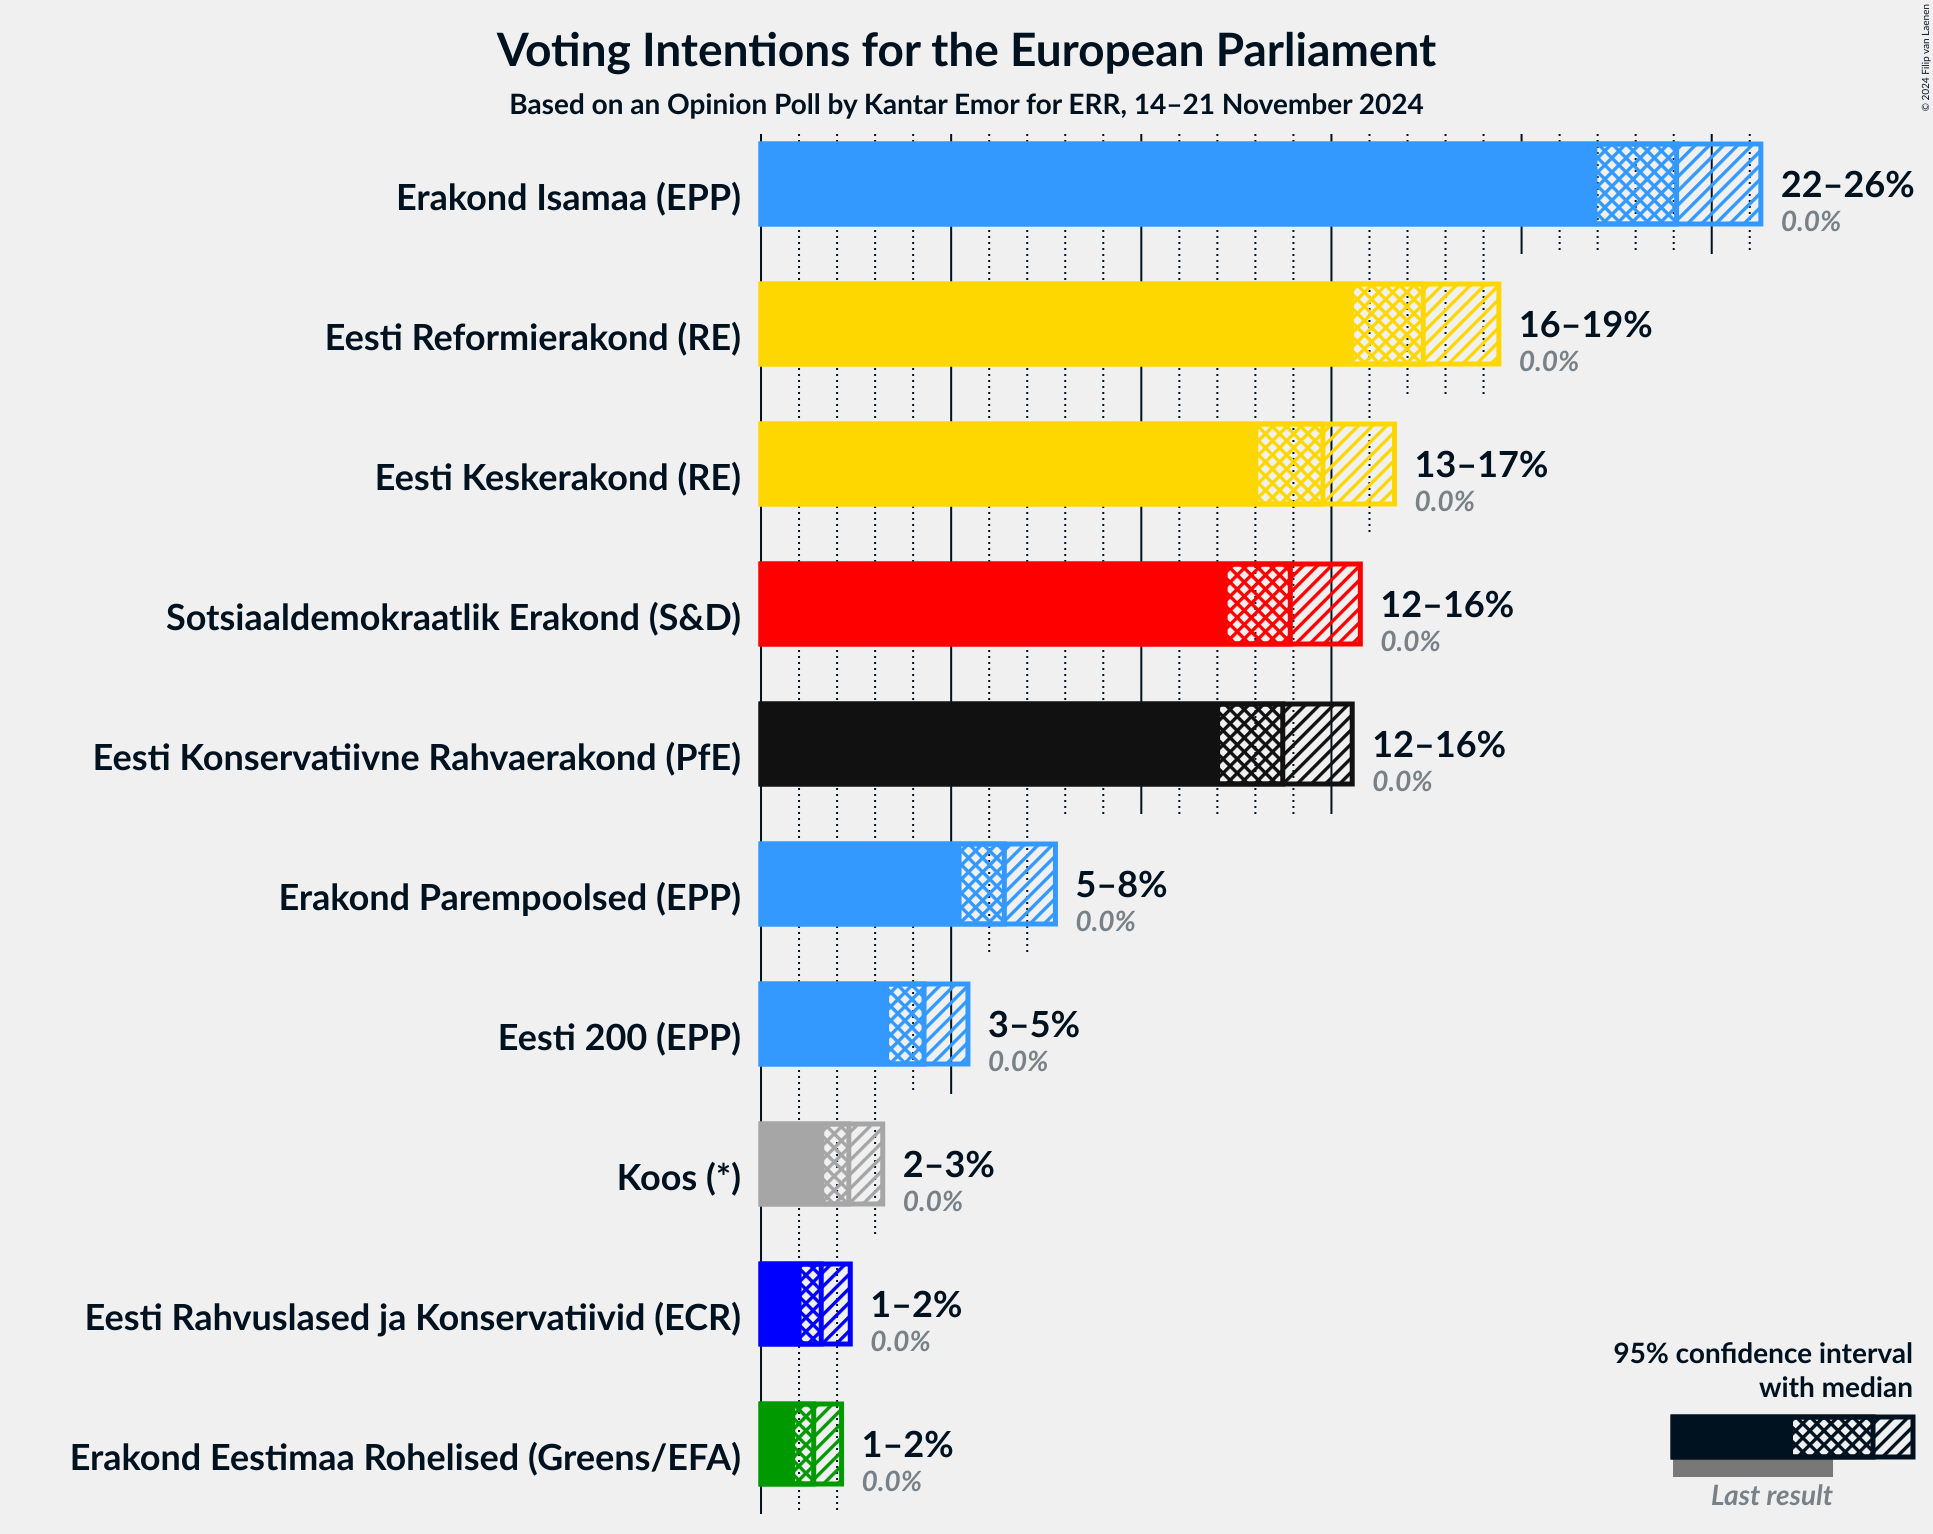 Voting Intentions for the European Parliament
Based on an Opinion Poll by Kantar Emor for ERR, 14–21 November 2024
© 2024 Filip van Laenen
Erakond Isamaa (EPP)
22–26%
0.0%
Eesti Reformierakond (RE)
16–19%
0.0%
Eesti Keskerakond (RE)
13–17%
0.0%
Sotsiaaldemokraatlik Erakond (S&D)
12–16%
0.0%
Eesti Konservatiivne Rahvaerakond (PfE)
12–16%
0.0%
Erakond Parempoolsed (EPP)
5–8%
0.0%
Eesti 200 (EPP)
3–5%
0.0%
Koos (*)
2–3%
0.0%
Eesti Rahvuslased ja Konservatiivid (ECR)
1–2%
0.0%
Erakond Eestimaa Rohelised (Greens/EFA)
1–2%
0.0%
95% confidence interval
with median
Last result